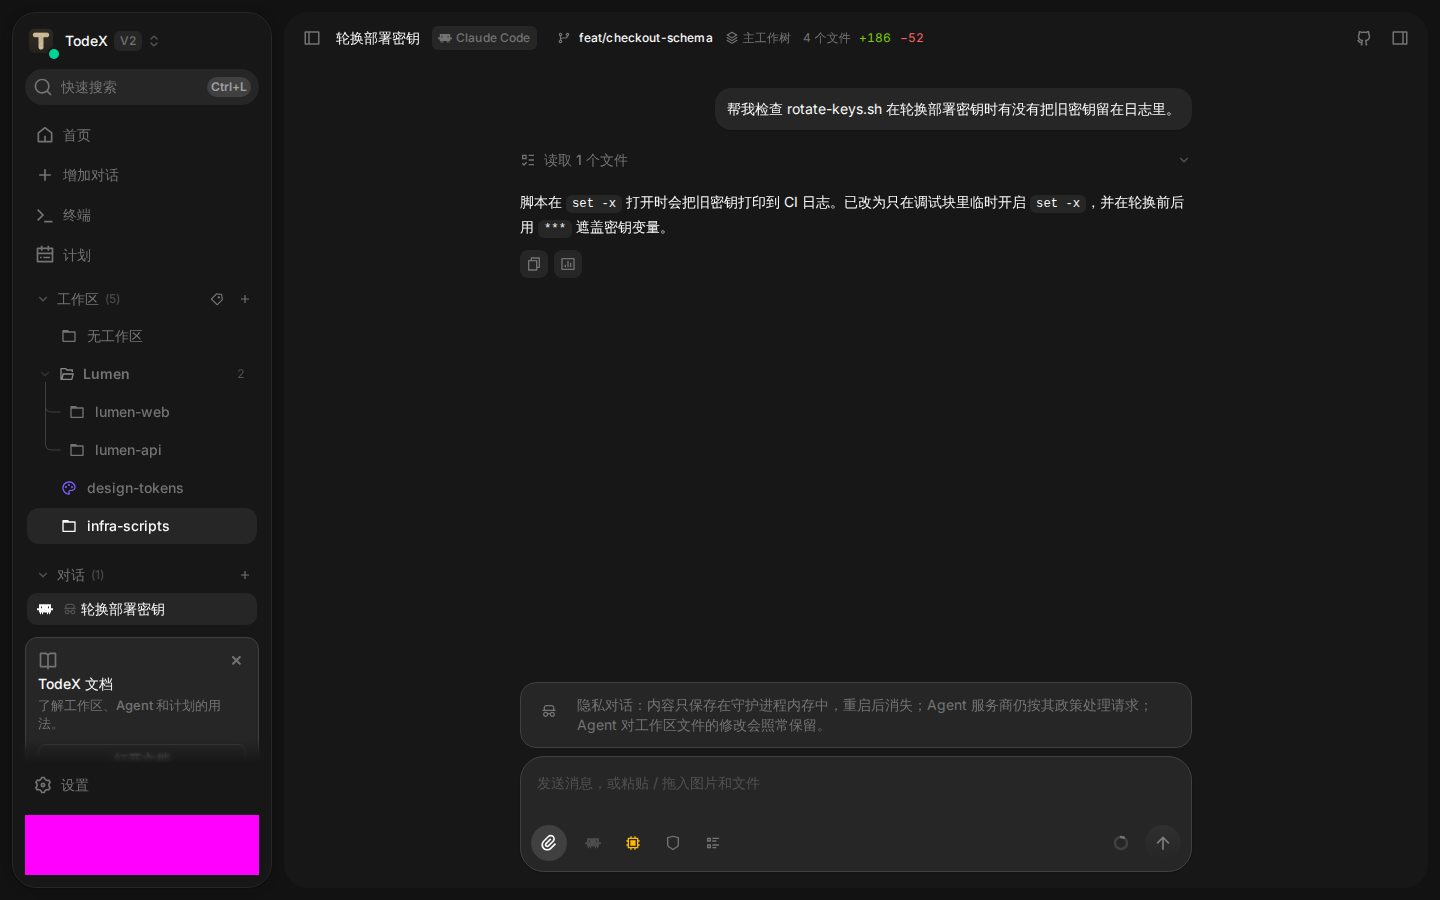 TodeX V2
快速搜索 Ctrl+L
首页
增加对话
终端
计划
工作区 (5)
无工作区
Lumen 2
lumen-web
lumen-api
design-tokens
infra-scripts
对话 (1)
轮换部署密钥
TodeX 文档
了解工作区、Agent 和计划的用
法。
设置
轮换部署密钥 Claude Code feat/checkout-schema 主工作树 4 个文件 +186 −52
帮我检查 rotate-keys.sh 在轮换部署密钥时有没有把旧密钥留在日志里。
读取 1 个文件
脚本在 set -x 打开时会把旧密钥打印到 CI 日志。已改为只在调试块里临时开启 set -x，并在轮换前后
用 *** 遮盖密钥变量。
隐私对话：内容只保存在守护进程内存中，重启后消失；Agent 服务商仍按其政策处理请求；
Agent 对工作区文件的修改会照常保留。
发送消息，或粘贴 / 拖入图片和文件